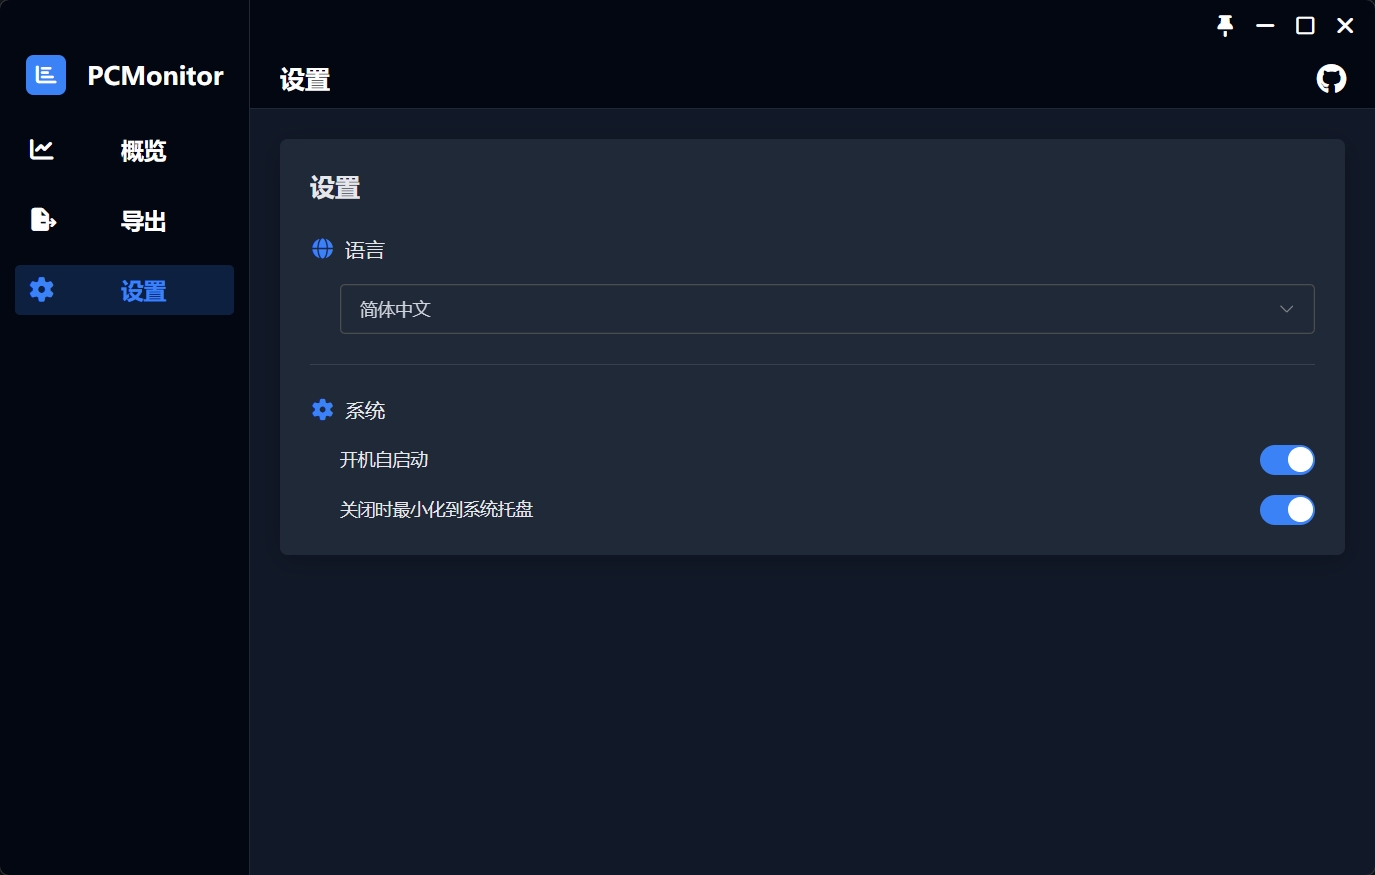 PCMonitor
概览
导出
设置
设置
设置
语言
简体中文
系统
开机自启动
关闭时最小化到系统托盘